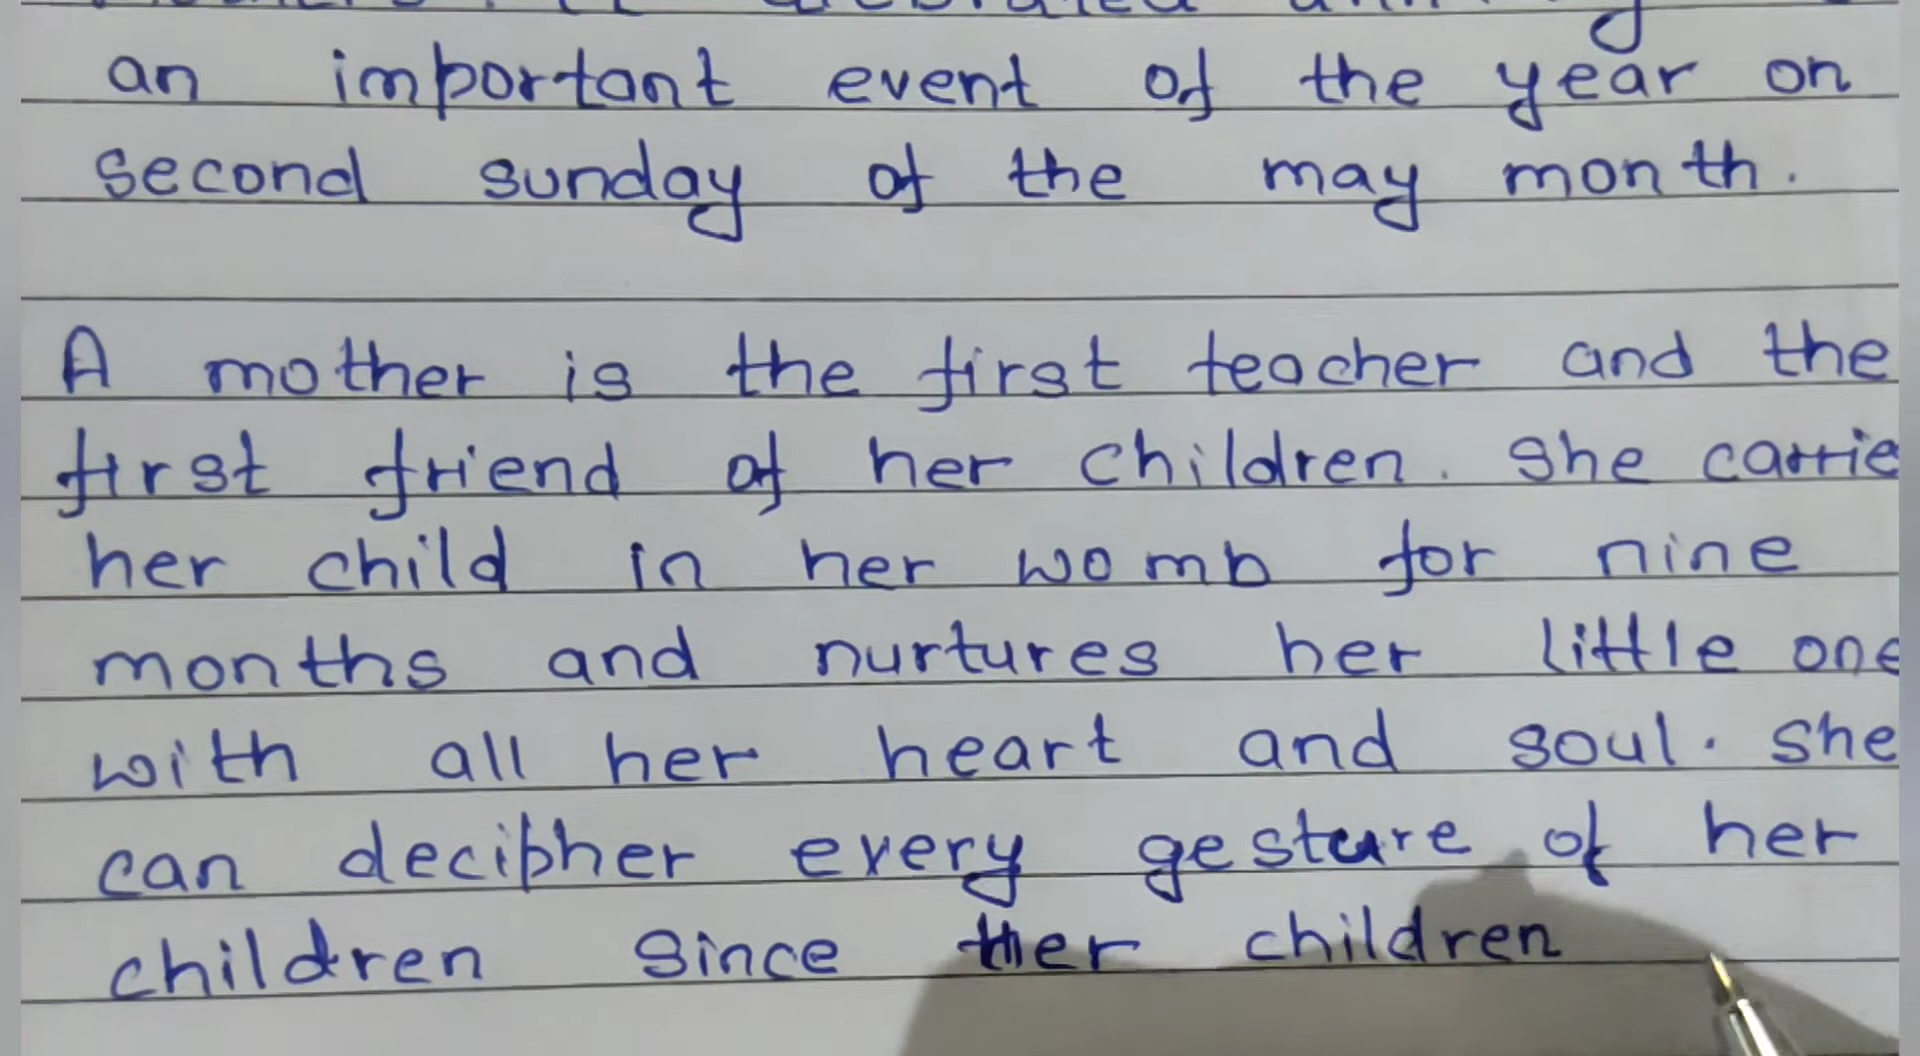 an important event of the year on
second sunday of the may month.
A mother is the first teacher and the
first friend of her children. She carrie
her child in her womb for nine
months and nurtures her little one
with all her heart and soul. She
can decipher every gesture of her
children since her children